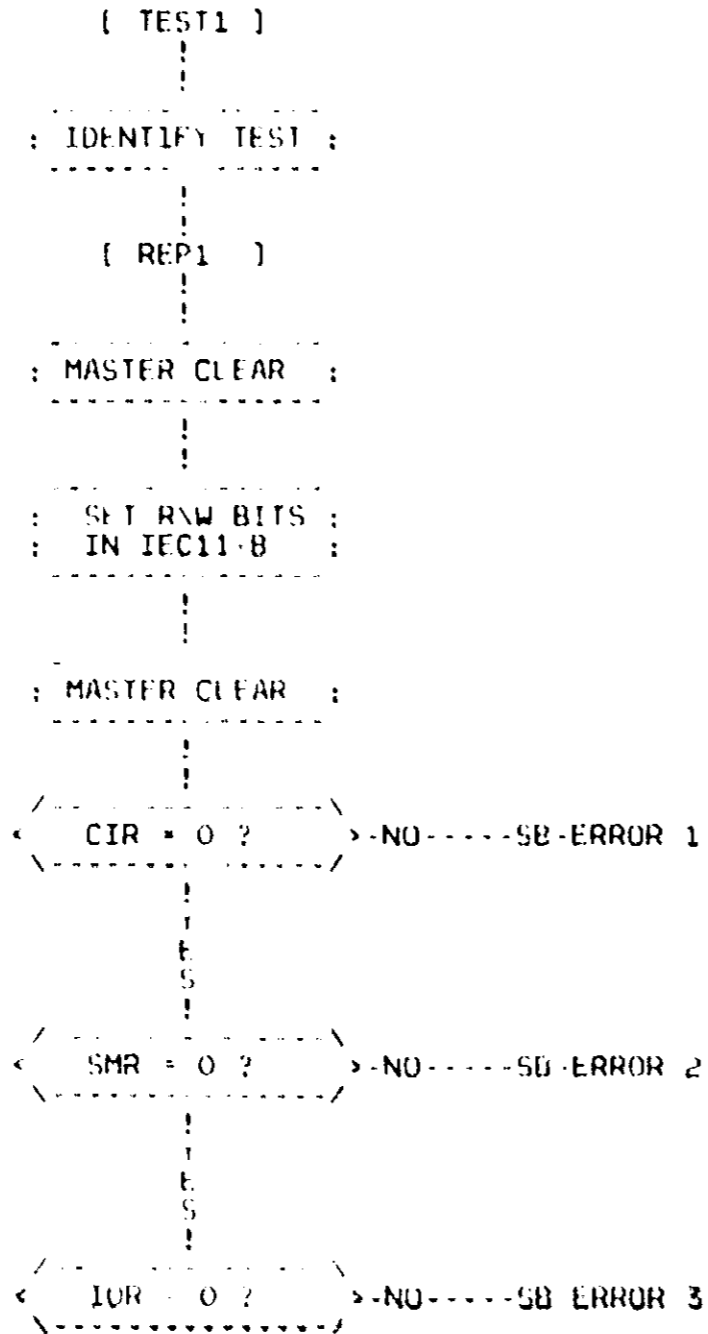 [ TEST1 ]
: IDENTIFY TEST :
[ REP1 ]
: MASTER CLEAR :
: SET R\W BITS :
: IN IEC11-B :
: MASTER CLEAR :
< CIR = 0 ? >-NO-----SB-ERROR 1
YES
< SMR = 0 ? >-NO-----SB-ERROR 2
YES
< IOR = 0 ? >-NO-----SB ERROR 3